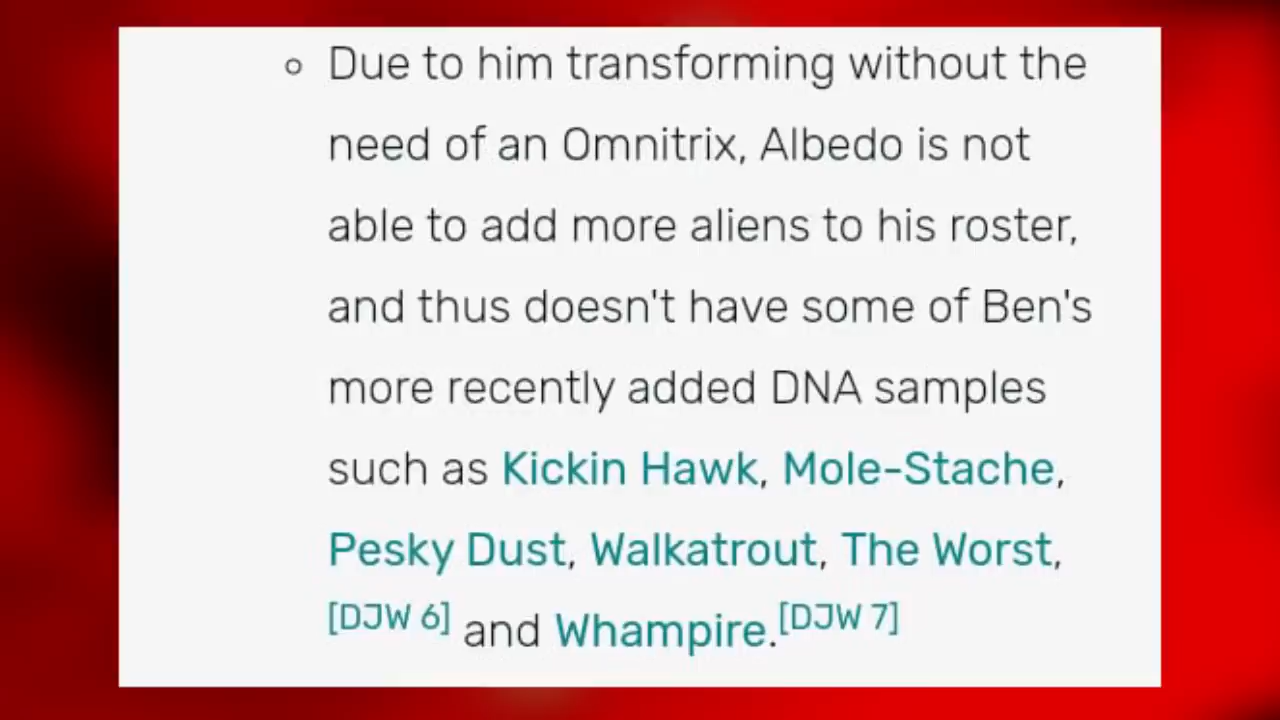 Due to him transforming without the
need of an Omnitrix, Albedo is not
able to add more aliens to his roster,
and thus doesn't have some of Ben's
more recently added DNA samples
such as Kickin Hawk, Mole-Stache,
Pesky Dust, Walkatrout, The Worst,
[DJW 6] and Whampire.[DJW 7]